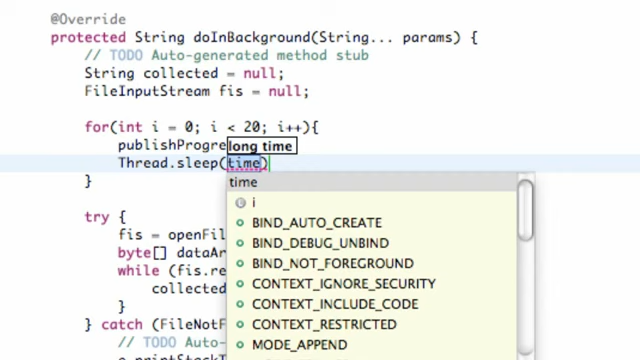 @Override
protected String doInBackground(String... params) {
// TODO Auto-generated method stub
String collected = null;
FileInputStream fis = null;
for(int i = 0; i < 20; i++){
publishProgre
long time
Thread.sleep(time)
time
}
i
try {
BIND_AUTO_CREATE
fis = openFil
BIND_DEBUG_UNBIND
byte[] dataAr
BIND_NOT_FOREGROUND
while (fis.re
CONTEXT_IGNORE_SECURITY
collected
CONTEXT_INCLUDE_CODE
}
} catch (FileNotF
CONTEXT_RESTRICTED
// TODO Auto-
MODE_APPEND
e.printStackT